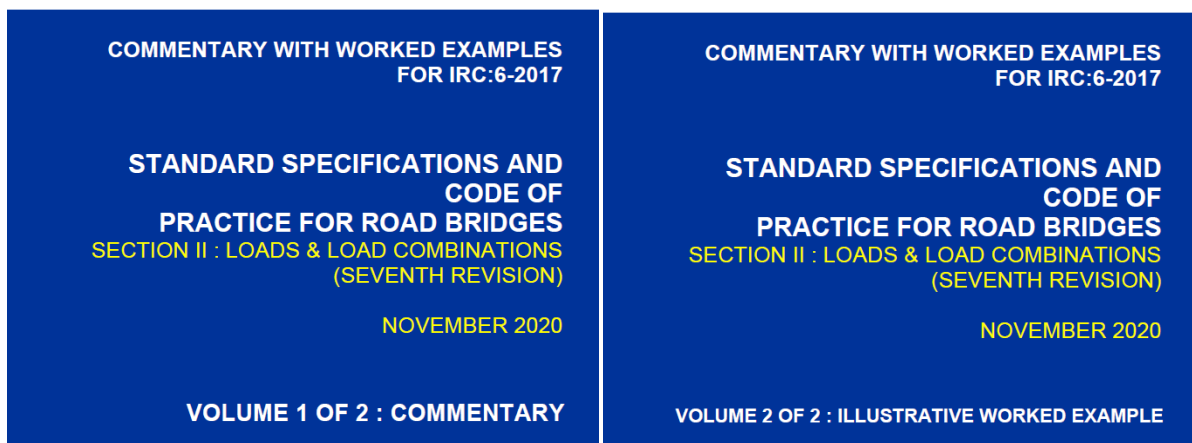 COMMENTARY WITH WORKED EXAMPLES
FOR IRC:6-2017
STANDARD SPECIFICATIONS AND
CODE OF
PRACTICE FOR ROAD BRIDGES
SECTION II : LOADS & LOAD COMBINATIONS
(SEVENTH REVISION)
NOVEMBER 2020
VOLUME 1 OF 2 : COMMENTARY
COMMENTARY WITH WORKED EXAMPLES
FOR IRC:6-2017
STANDARD SPECIFICATIONS AND
CODE OF
PRACTICE FOR ROAD BRIDGES
SECTION II : LOADS & LOAD COMBINATIONS
(SEVENTH REVISION)
NOVEMBER 2020
VOLUME 2 OF 2 : ILLUSTRATIVE WORKED EXAMPLE